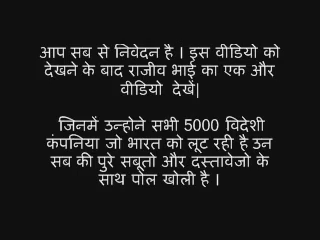 आप सब से निवेदन है । इस वीडियो को
देखने के बाद राजीव भाई का एक और
वीडियो देखें|
जिनमें उन्होने सभी 5000 विदेशी
कंपनिया जो भारत को लूट रही है उन
सब की पुरे सबूतो और दस्तावेजो के
साथ पोल खोली है ।